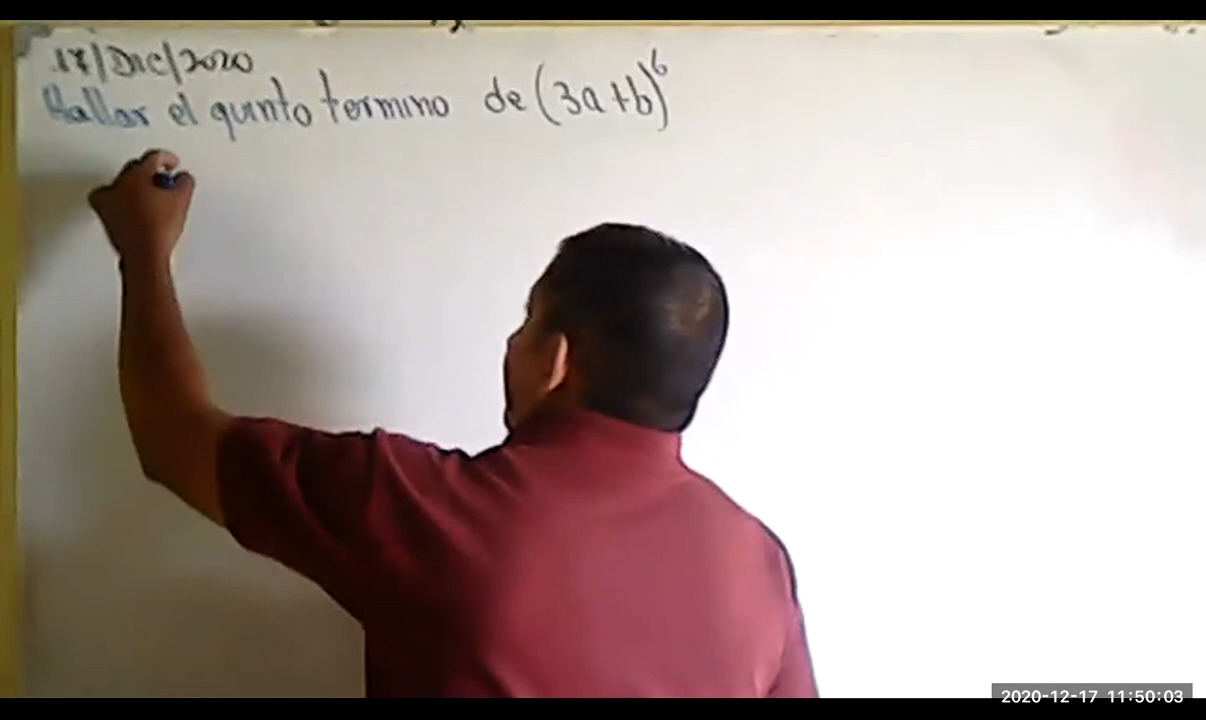 17/Dic/2020
Hallar el quinto termino de (3a+b)⁶
2020-12-17 11:50:03